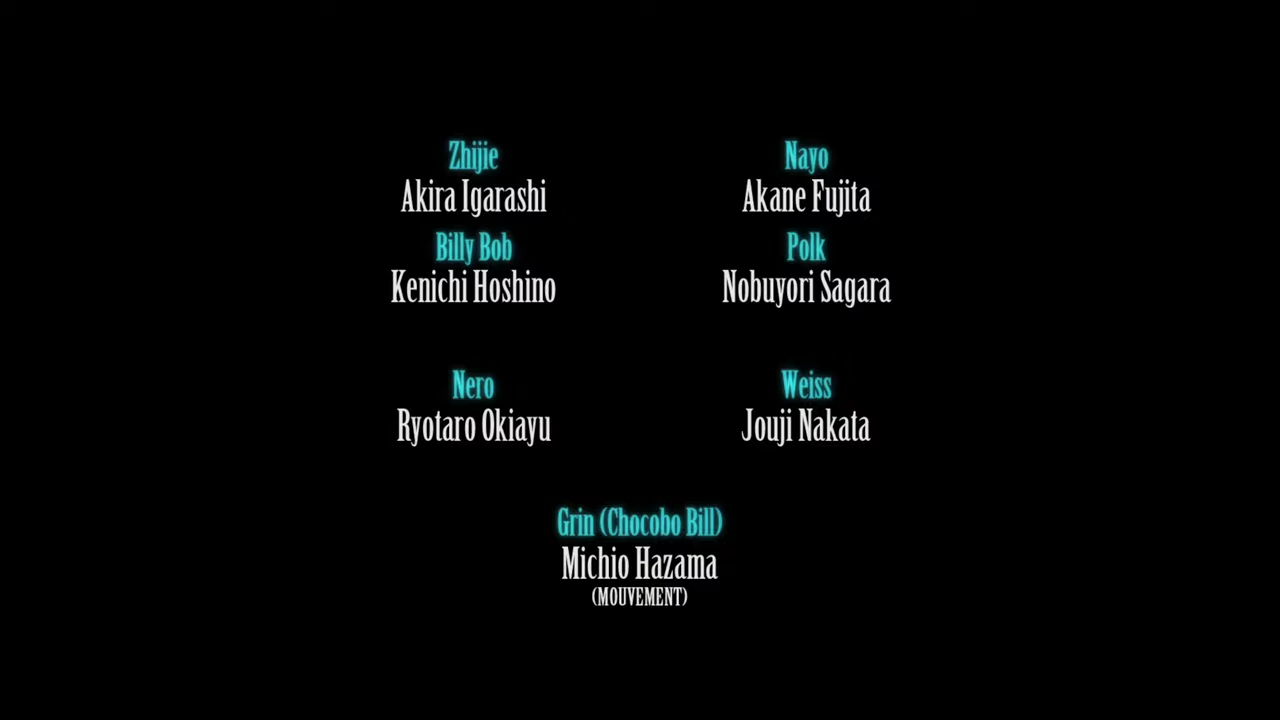 Zhijie
Akira Igarashi
Nayo
Akane Fujita
Billy Bob
Kenichi Hoshino
Polk
Nobuyori Sagara
Nero
Ryotaro Okiayu
Weiss
Jouji Nakata
Grin (Chocobo Bill)
Michio Hazama
(MOUVEMENT)